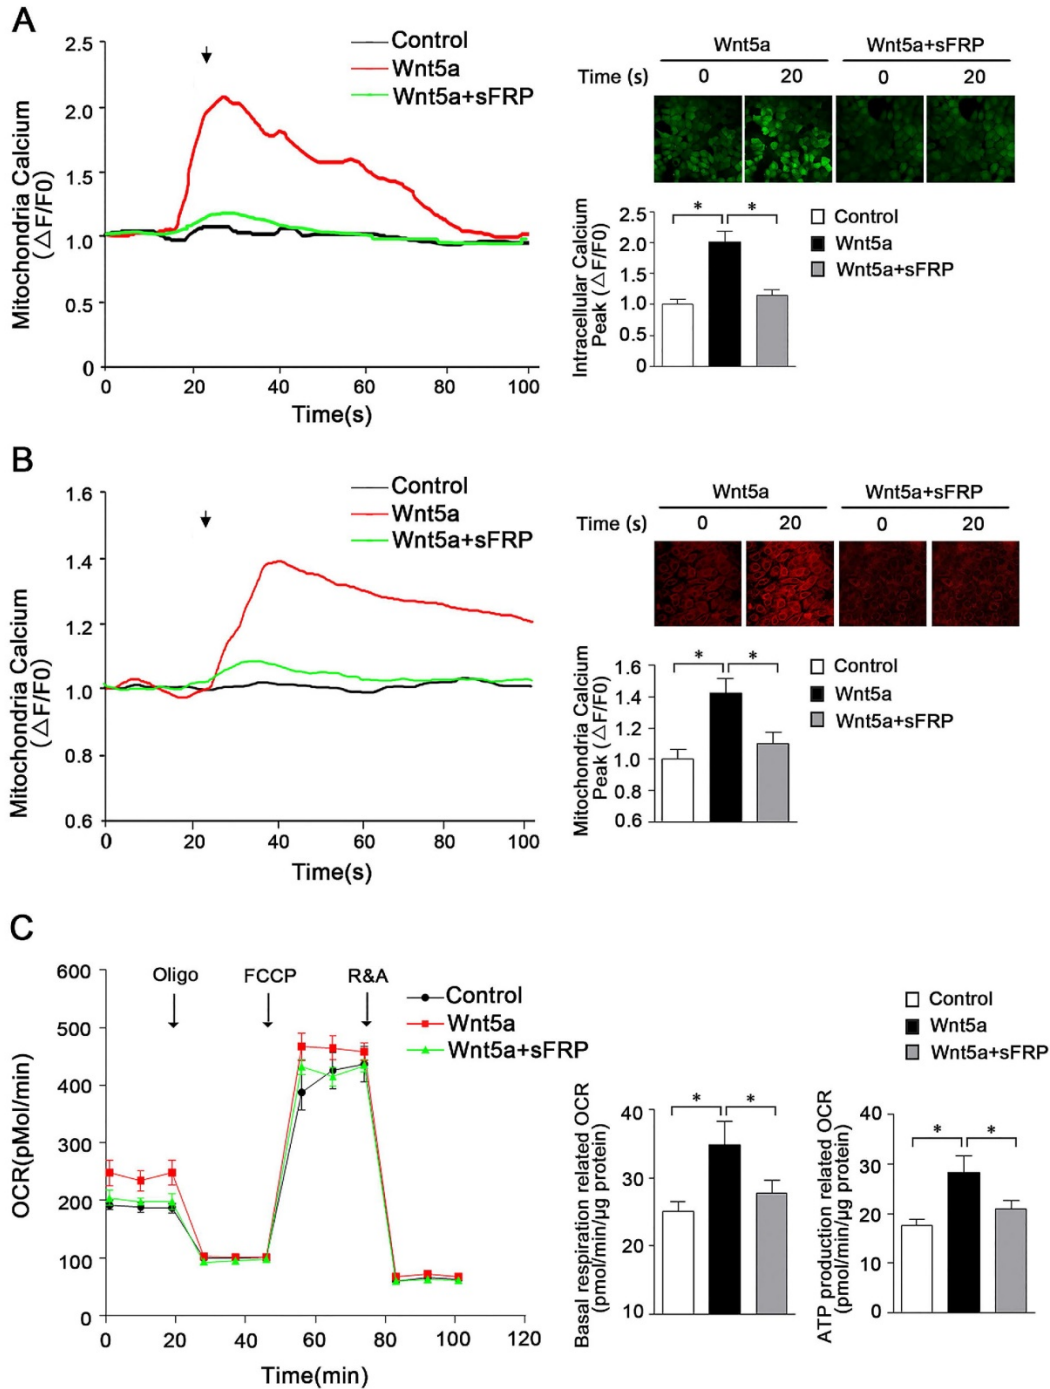 A
2.5
2.0
1.5
1.0
0.5
0
Mitochondria Calcium
(△F/F0)
0 20 40 60 80 100
Time(s)
Control
Wnt5a
Wnt5a+sFRP
Wnt5a Wnt5a+sFRP
Time (s) 0 20 0 20
2.5
2.0
1.5
1.0
0.5
0
Intracellular Calcium
Peak (△F/F0)
* *
Control
Wnt5a
Wnt5a+sFRP
B
1.6
1.4
1.2
1.0
0.8
0.6
Mitochondria Calcium
(△F/F0)
0 20 40 60 80 100
Time(s)
Control
Wnt5a
Wnt5a+sFRP
Wnt5a Wnt5a+sFRP
Time (s) 0 20 0 20
1.6
1.4
1.2
1.0
0.8
0.6
Mitochondria Calcium
Peak (△F/F0)
* *
Control
Wnt5a
Wnt5a+sFRP
C
600
500
400
300
200
100
0
OCR(pMol/min)
0 20 40 60 80 100 120
Time(min)
Oligo FCCP R&A
Control
Wnt5a
Wnt5a+sFRP
40
30
20
10
Basal respiration related OCR
(pmol/min/μg protein)
* *
Control
Wnt5a
Wnt5a+sFRP
40
30
20
10
0
ATP production related OCR
(pmol/min/μg protein)
* *